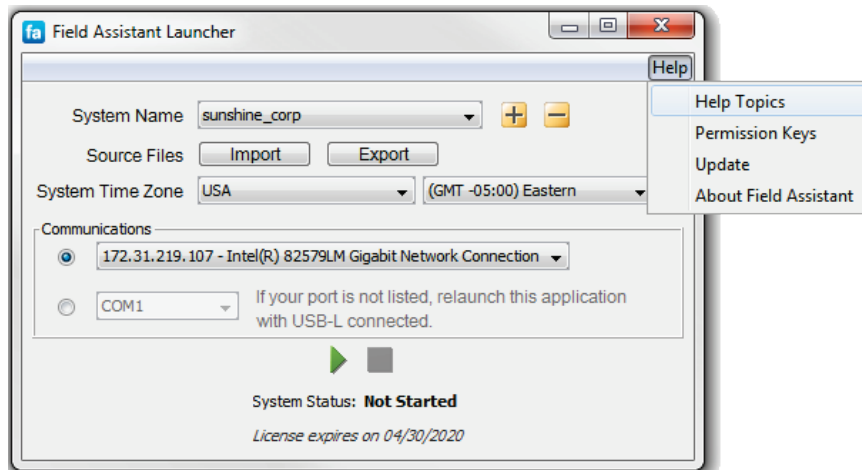 fa Field Assistant Launcher
Help
Help Topics
Permission Keys
Update
About Field Assistant
System Name sunshine_corp
Source Files Import Export
System Time Zone USA (GMT -05:00) Eastern
Communications
172.31.219.107 - Intel(R) 82579LM Gigabit Network Connection
COM1 If your port is not listed, relaunch this application
with USB-L connected.
System Status: Not Started
License expires on 04/30/2020